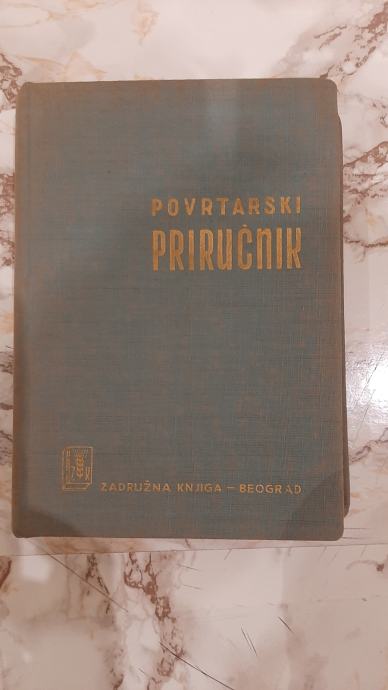 POVRTARSKI
PRIRUČNIK
ZADRUŽNA KNJIGA — BEOGRAD